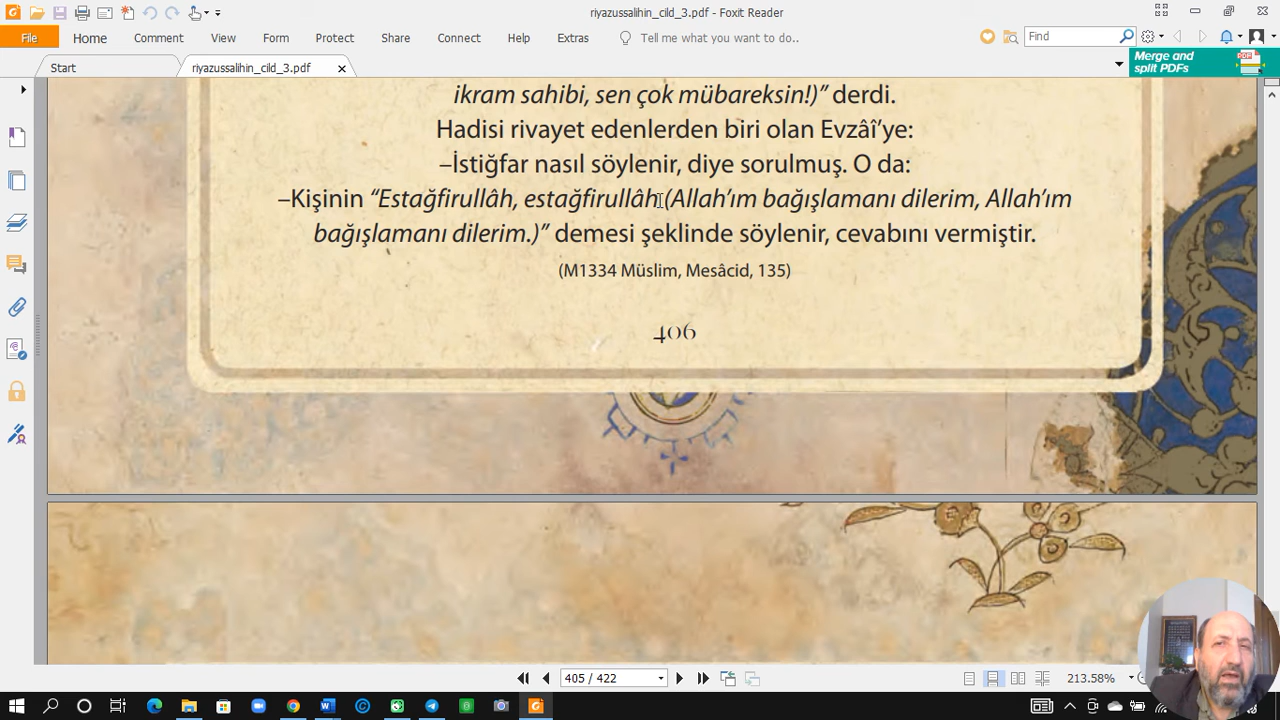 riyazussalihin_cild_3.pdf - Foxit Reader
File Home Comment View Form Protect Share Connect Help Extras Tell me what you want to do.. Find
Start riyazussalihin_cild_3.pdf
Merge and
split PDFs
ikram sahibi, sen çok mübareksin!)” derdi.
Hadisi rivayet edenlerden biri olan Evzâî’ye:
–İstiğfar nasıl söylenir, diye sorulmuş. O da:
–Kişinin “Estağfirullâh, estağfirullâh (Allah’ım bağışlamanı dilerim, Allah’ım
bağışlamanı dilerim.)” demesi şeklinde söylenir, cevabını vermiştir.
(M1334 Müslim, Mesâcid, 135)
406
405 / 422 213.58%